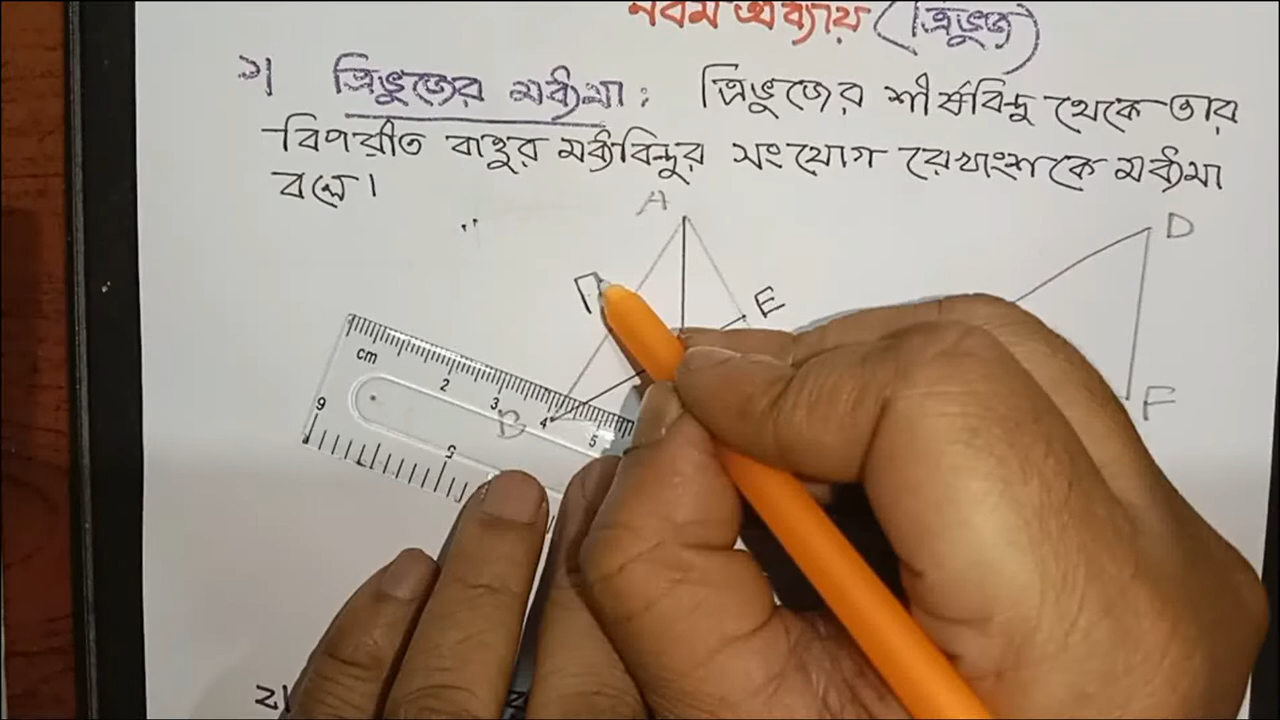 নবম অধ্যায় (ত্রিভুজ)
১। ত্রিভুজের মধ্যমা: ত্রিভুজের শীর্ষবিন্দু থেকে তার
বিপরীত বাহুর মধ্যবিন্দুর সংযোগ রেখাংশকে মধ্যমা
বলে।
A
D
E
cm
2
3
4
5
B
F
9
২।